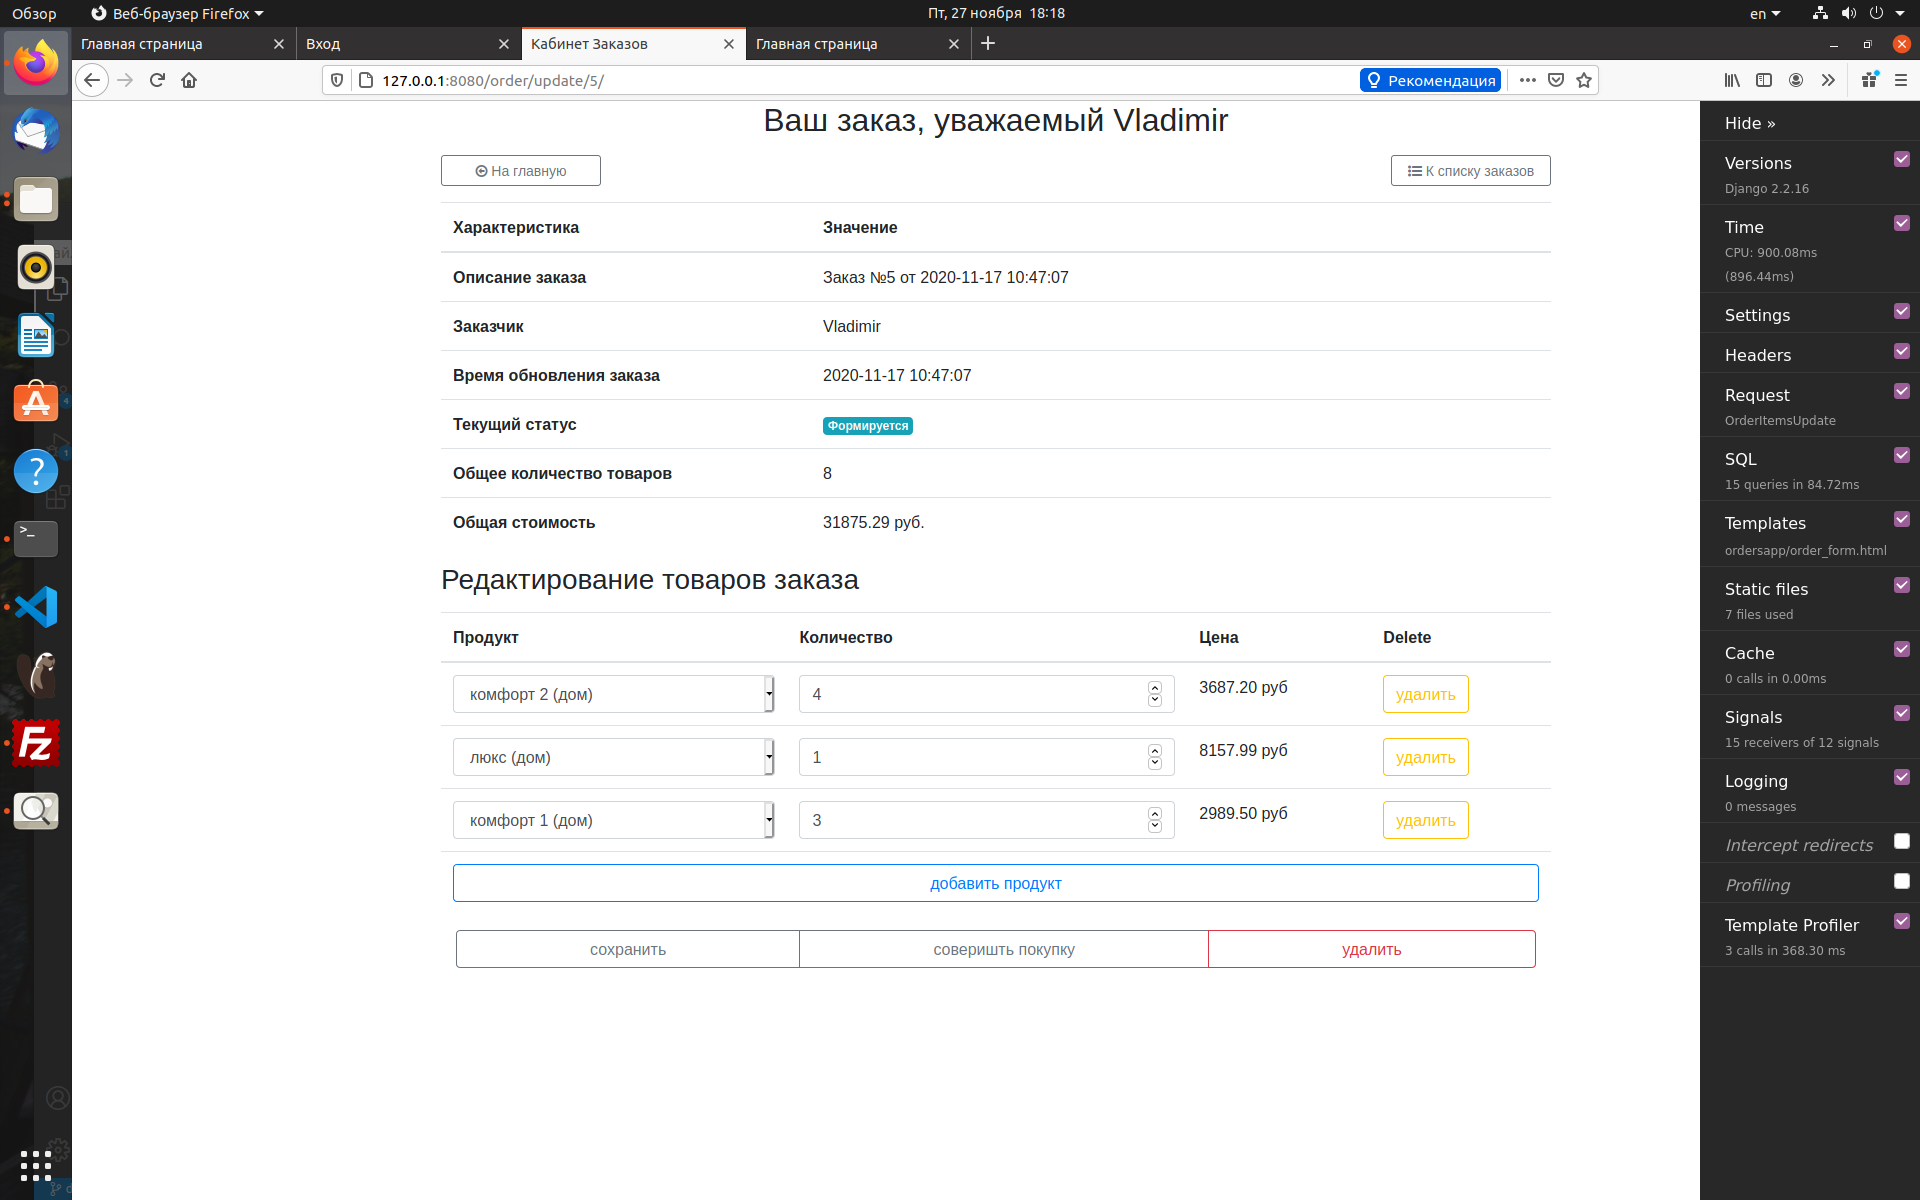 Обзор
Веб-браузер Firefox
Пт, 27 ноября 18:18
en
Главная страница
Вход
Кабинет Заказов
Главная страница
127.0.0.1:8080/order/update/5/
Рекомендация
Ваш заказ, уважаемый Vladimir
На главную
К списку заказов
Характеристика Значение
Описание заказа Заказ №5 от 2020-11-17 10:47:07
Заказчик Vladimir
Время обновления заказа 2020-11-17 10:47:07
Текущий статус Формируется
Общее количество товаров 8
Общая стоимость 31875.29 руб.
Редактирование товаров заказа
Продукт Количество Цена Delete
комфорт 2 (дом) 4 3687.20 руб удалить
люкс (дом) 1 8157.99 руб удалить
комфорт 1 (дом) 3 2989.50 руб удалить
добавить продукт
сохранить совериmть покупку удалить
Hide »
Versions
Django 2.2.16
Time
CPU: 900.08ms
(896.44ms)
Settings
Headers
Request
OrderItemsUpdate
SQL
15 queries in 84.72ms
Templates
ordersapp/order_form.html
Static files
7 files used
Cache
0 calls in 0.00ms
Signals
15 receivers of 12 signals
Logging
0 messages
Intercept redirects
Profiling
Template Profiler
3 calls in 368.30 ms